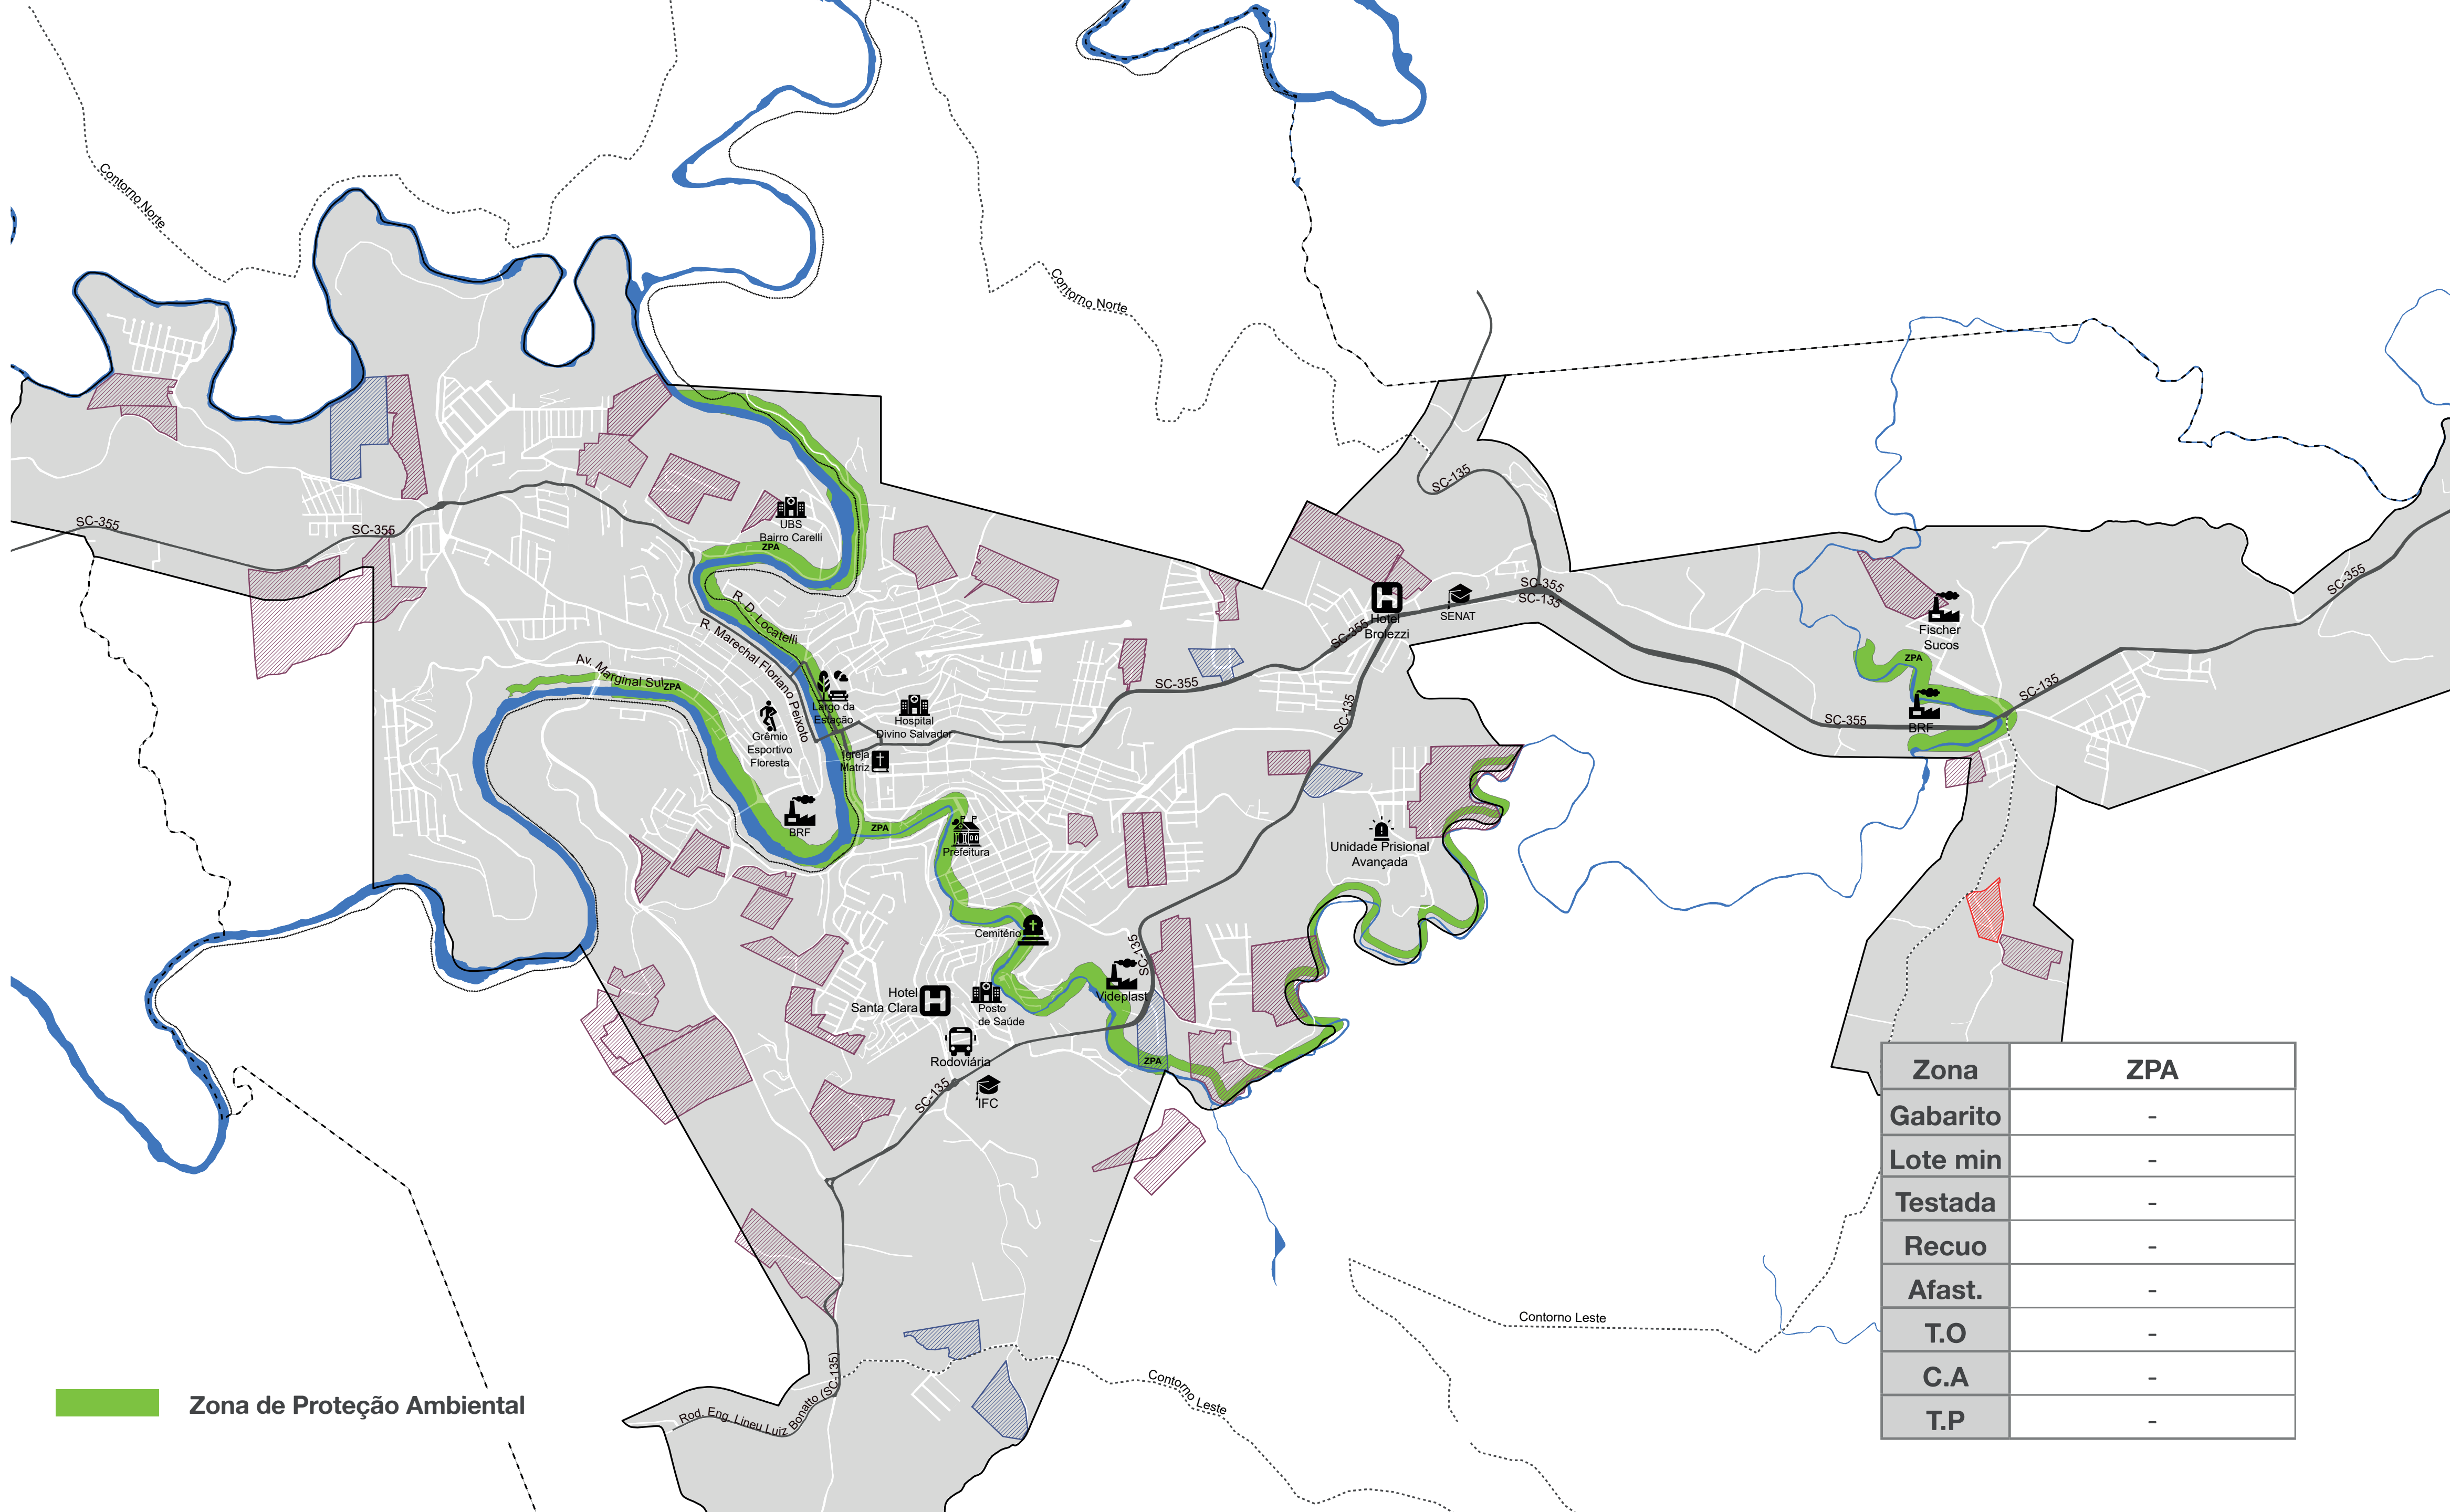 Contorno Norte
Contorno Norte
SC-135
SC-355
SC-355
UBS
Bairro Carelli
ZPA
SC-355
SC-135
SENAT
Hotel
Brolezzi
SC-355
SC-355
Fischer
Sucos
ZPA
R. D. Locatelli
R. Marechal Floriano Peixoto
Av. Marginal Sul
ZPA
Largo da
Estação
Grêmio
Esportivo
Floresta
Hospital
Divino Salvador
Igreja
Matriz
SC-355
SC-135
SC-135
SC-355
BRF
BRF
ZPA
Prefeitura
Unidade Prisional
Avançada
Cemitério
SC-135
Videplast
Hotel
Santa Clara
Posto
de Saúde
Rodoviária
ZPA
SC-135
IFC
Contorno Leste
Contorno Leste
Rod. Eng. Lineu Luiz Bonatto (SC-135)
Zona de Proteção Ambiental
Zona ZPA
Gabarito -
Lote min -
Testada -
Recuo -
Afast. -
T.O -
C.A -
T.P -